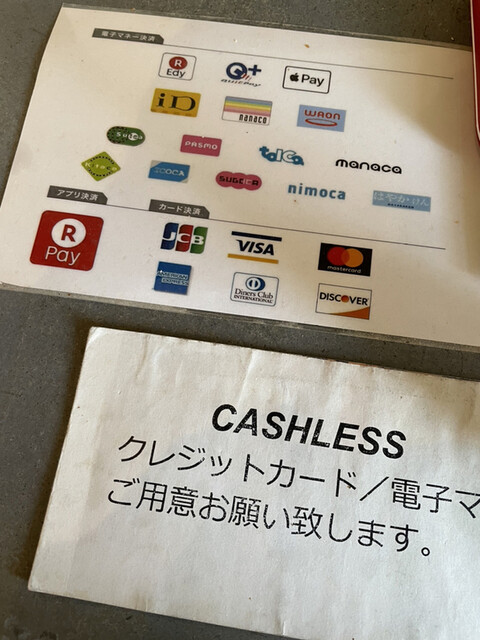 電子マネー決済
R Edy
QUICPay
Pay
iD
nanaco
WAON
Suica
PASMO
toica
manaca
Kitaca
ICOCA
SUGOCA
nimoca
はやかけん
アプリ決済
カード決済
R Pay
JCB
VISA
mastercard
AMERICAN EXPRESS
Diners Club INTERNATIONAL
DISCOVER
CASHLESS
クレジットカード/電子マ
ご用意お願い致します。